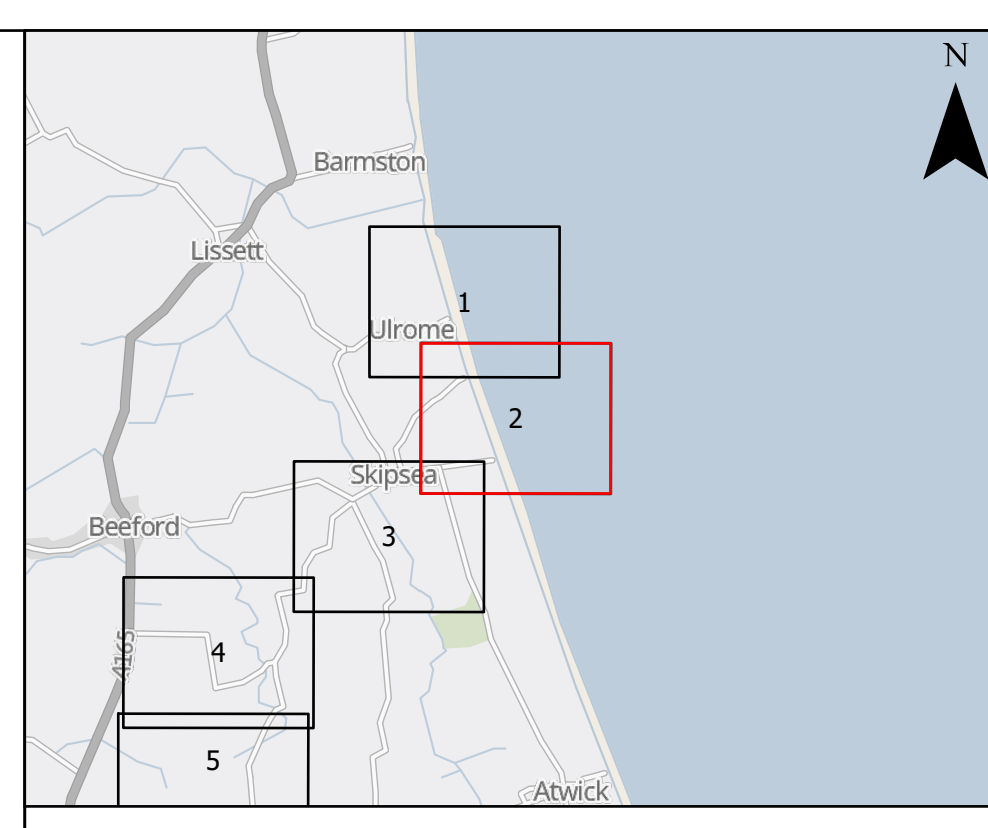 N
Barmston
Lissett
1
Ulrome
2
Skipsea
Beeford
3
A165
4
5
Atwick